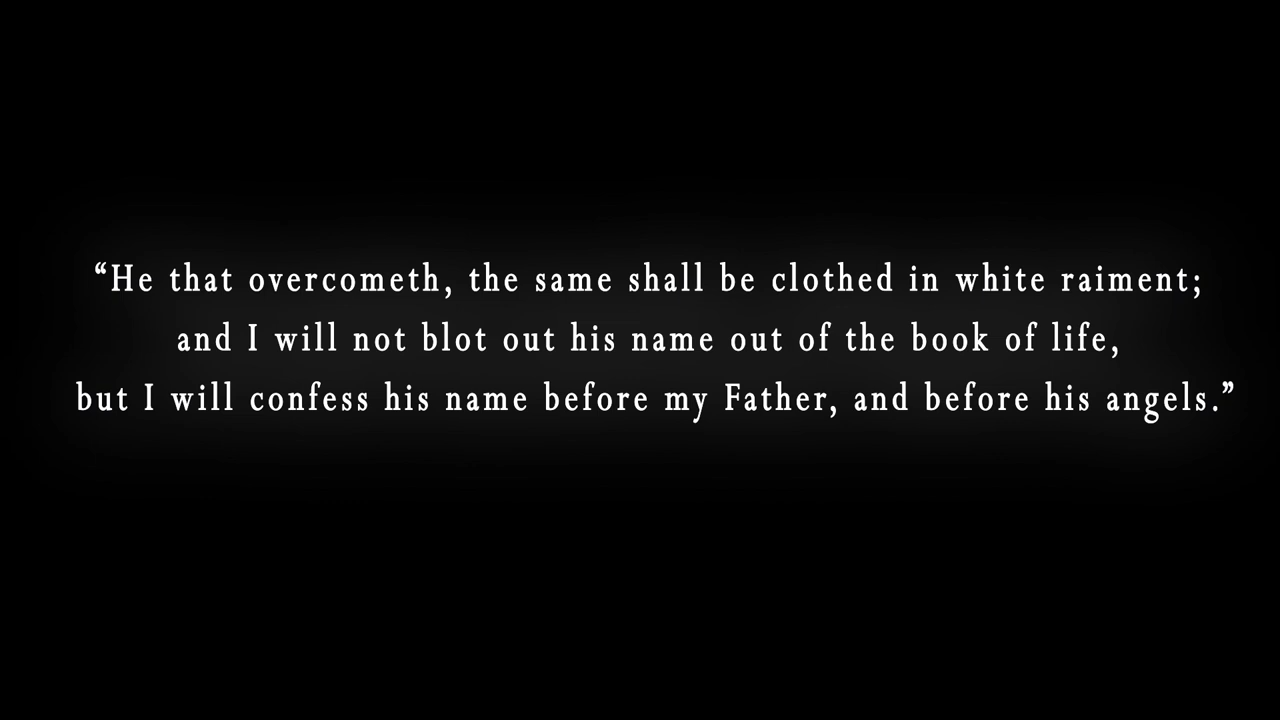 “He that overcometh, the same shall be clothed in white raiment;
and I will not blot out his name out of the book of life,
but I will confess his name before my Father, and before his angels.”